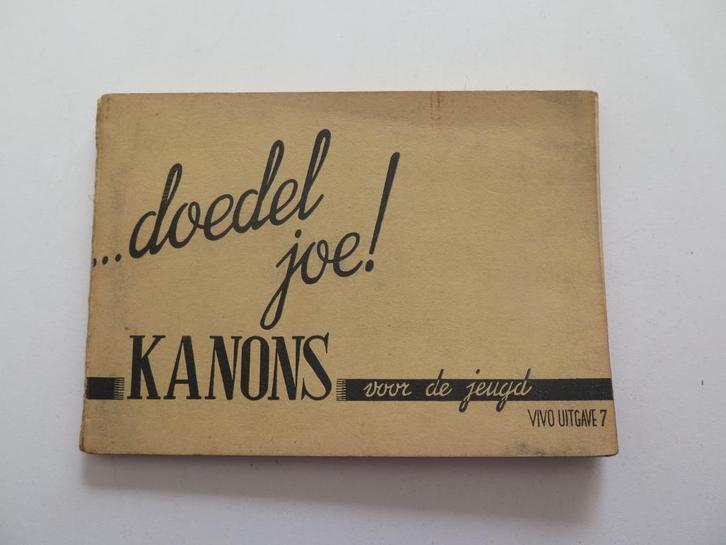 ...doedel
joe!
KANONS voor de jeugd
VIVO UITGAVE 7